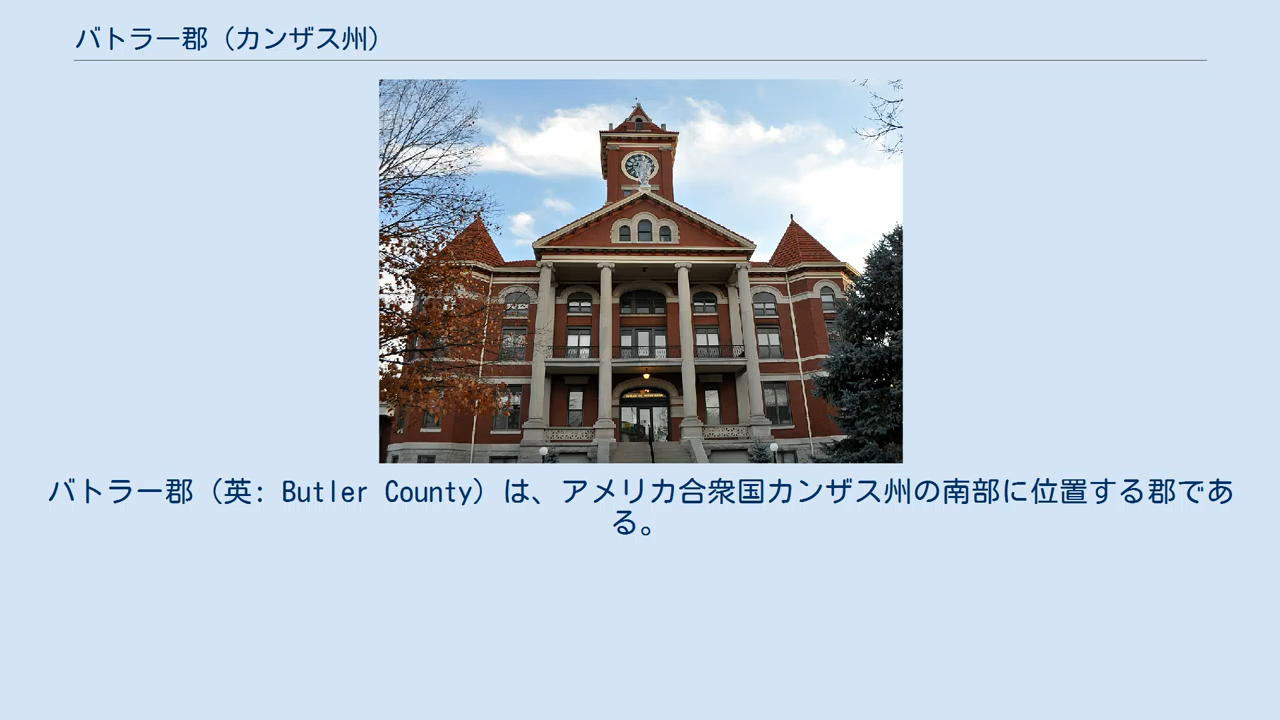 バトラー郡（カンザス州）
バトラー郡（英: Butler County）は、アメリカ合衆国カンザス州の南部に位置する郡であ
る。